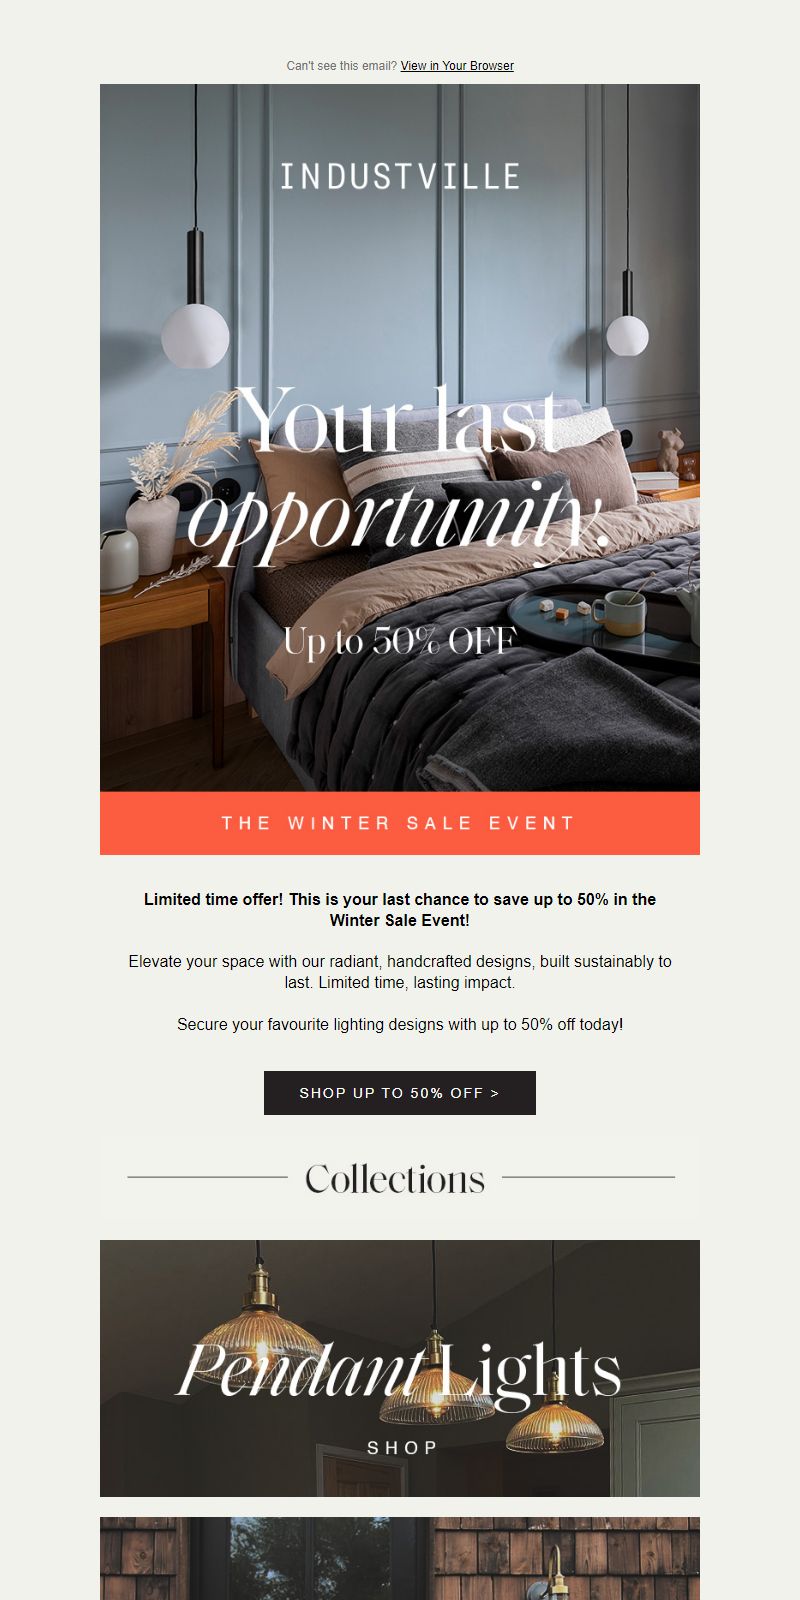 Can't see this email? View in Your Browser
INDUSTVILLE
Your last
opportunity.
Up to 50% OFF
THE WINTER SALE EVENT
Limited time offer! This is your last chance to save up to 50% in the
Winter Sale Event!
Elevate your space with our radiant, handcrafted designs, built sustainably to
last. Limited time, lasting impact.
Secure your favourite lighting designs with up to 50% off today!
SHOP UP TO 50% OFF >
Collections
Pendant Lights
SHOP